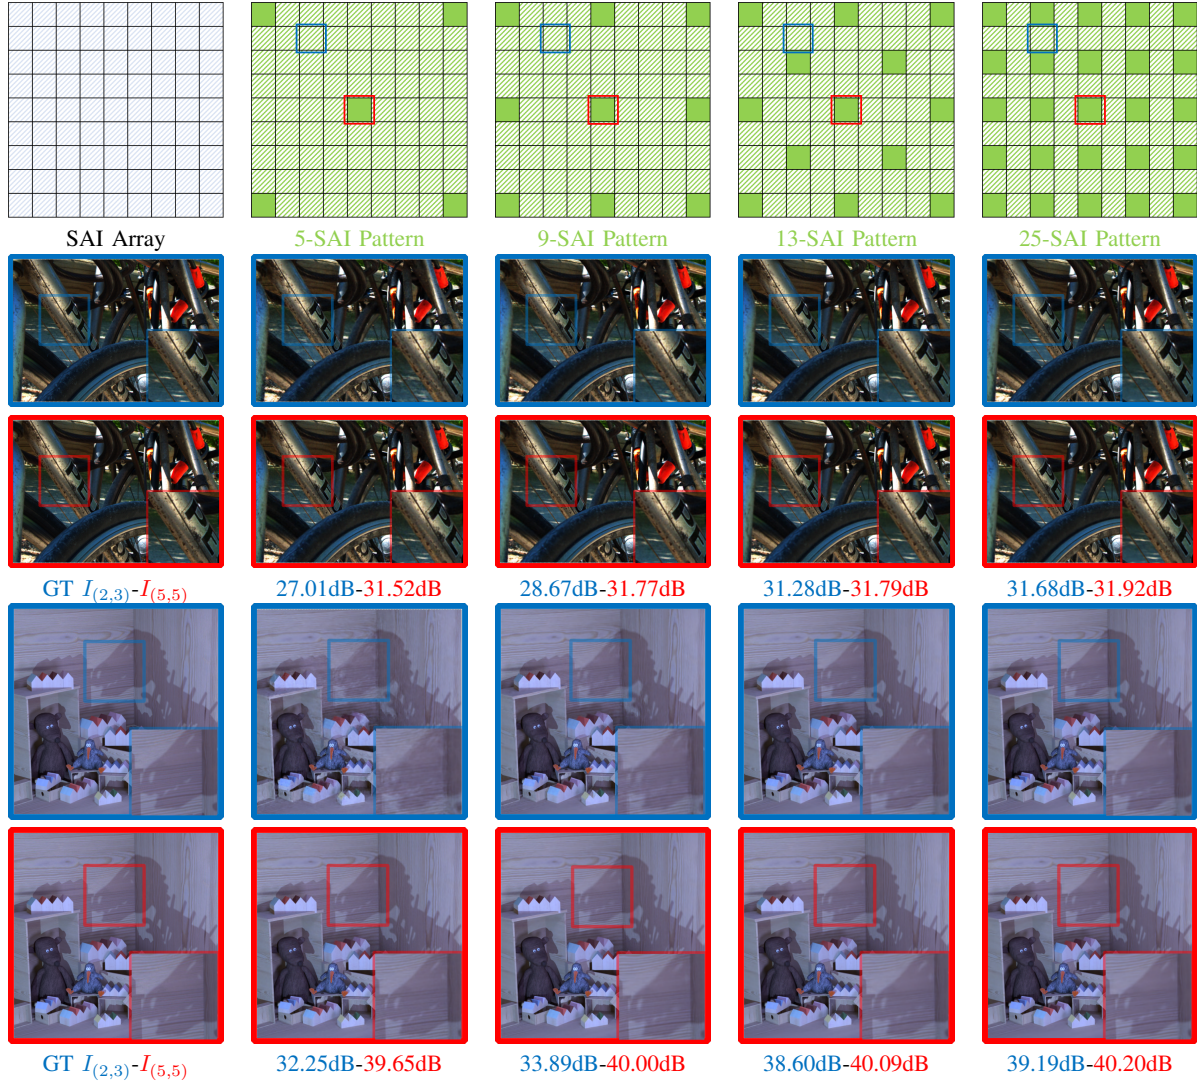 SAI Array 5-SAI Pattern 9-SAI Pattern 13-SAI Pattern 25-SAI Pattern
GT I(2,3)-I(5,5) 27.01dB-31.52dB 28.67dB-31.77dB 31.28dB-31.79dB 31.68dB-31.92dB
GT I(2,3)-I(5,5) 32.25dB-39.65dB 33.89dB-40.00dB 38.60dB-40.09dB 39.19dB-40.20dB